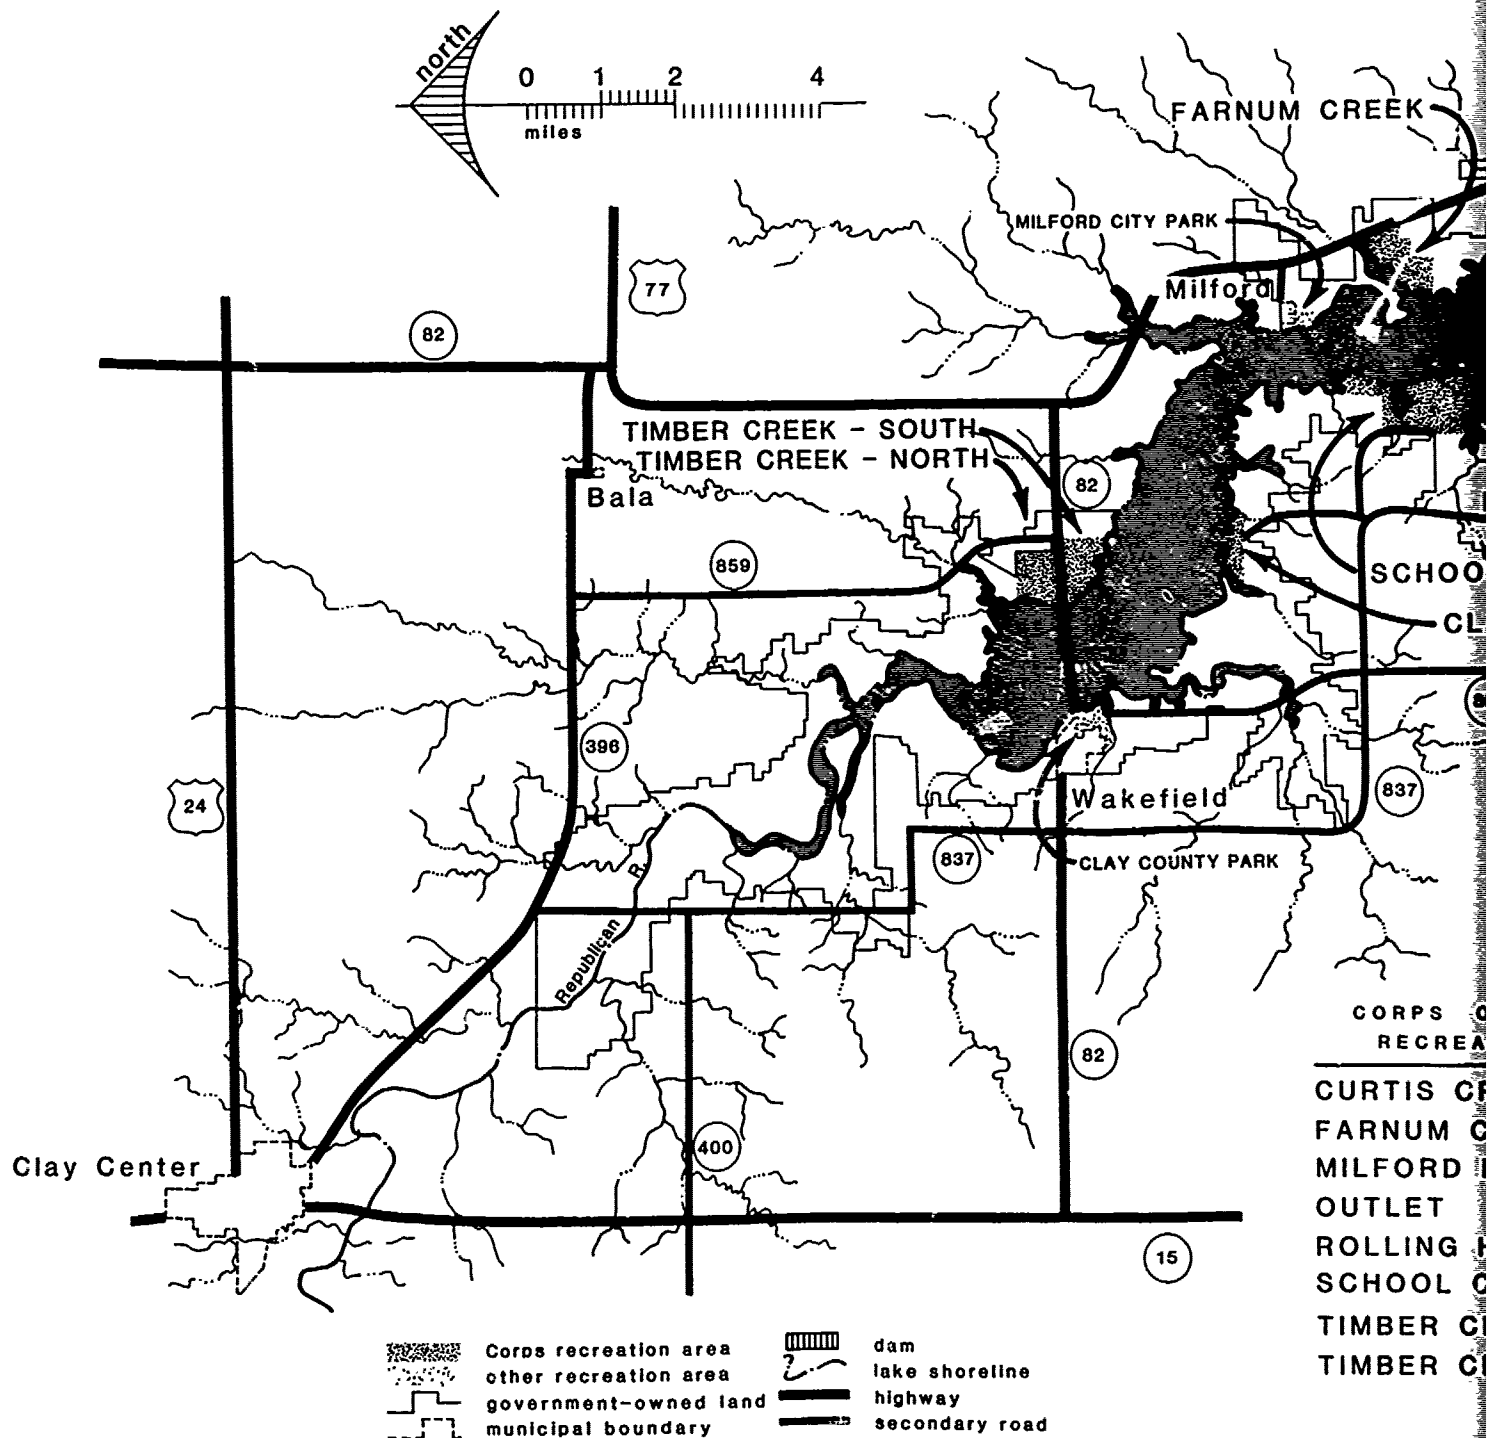 north
0 1 2 4
miles
FARNUM CREEK
MILFORD CITY PARK
Milford
77
82
TIMBER CREEK - SOUTH
TIMBER CREEK - NORTH
82
Bala
859
SCHOO
CL
396
24
Wakefield
837
837
CLAY COUNTY PARK
R.
Republican
CORPS O
RECREA
82
CURTIS CR
FARNUM C
400
Clay Center
MILFORD
OUTLET
ROLLING H
15
SCHOOL C
TIMBER CR
TIMBER CR
Corps recreation area
other recreation area
government-owned land
municipal boundary
dam
lake shoreline
highway
secondary road